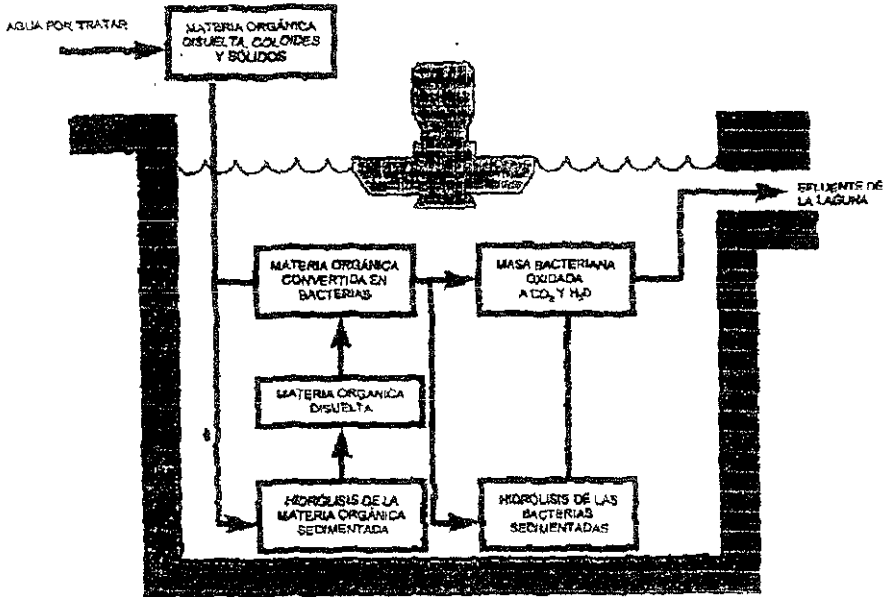 AGUA POR TRATAR
MATERIA ORGÁNICA
DISUELTA, COLOIDES
Y SÓLIDOS
EFLUENTE DE
LA LAGUNA
MATERIA ORGÁNICA
CONVERTIDA EN
BACTERIAS
MASA BACTERIANA
OXIDADA
A CO₂ Y H₂O
MATERIA ORGANICA
DISUELTA
HIDRÓLISIS DE LA
MATERIA ORGÁNICA
SEDIMENTADA
HIDRÓLISIS DE LAS
BACTERIAS
SEDIMENTADAS